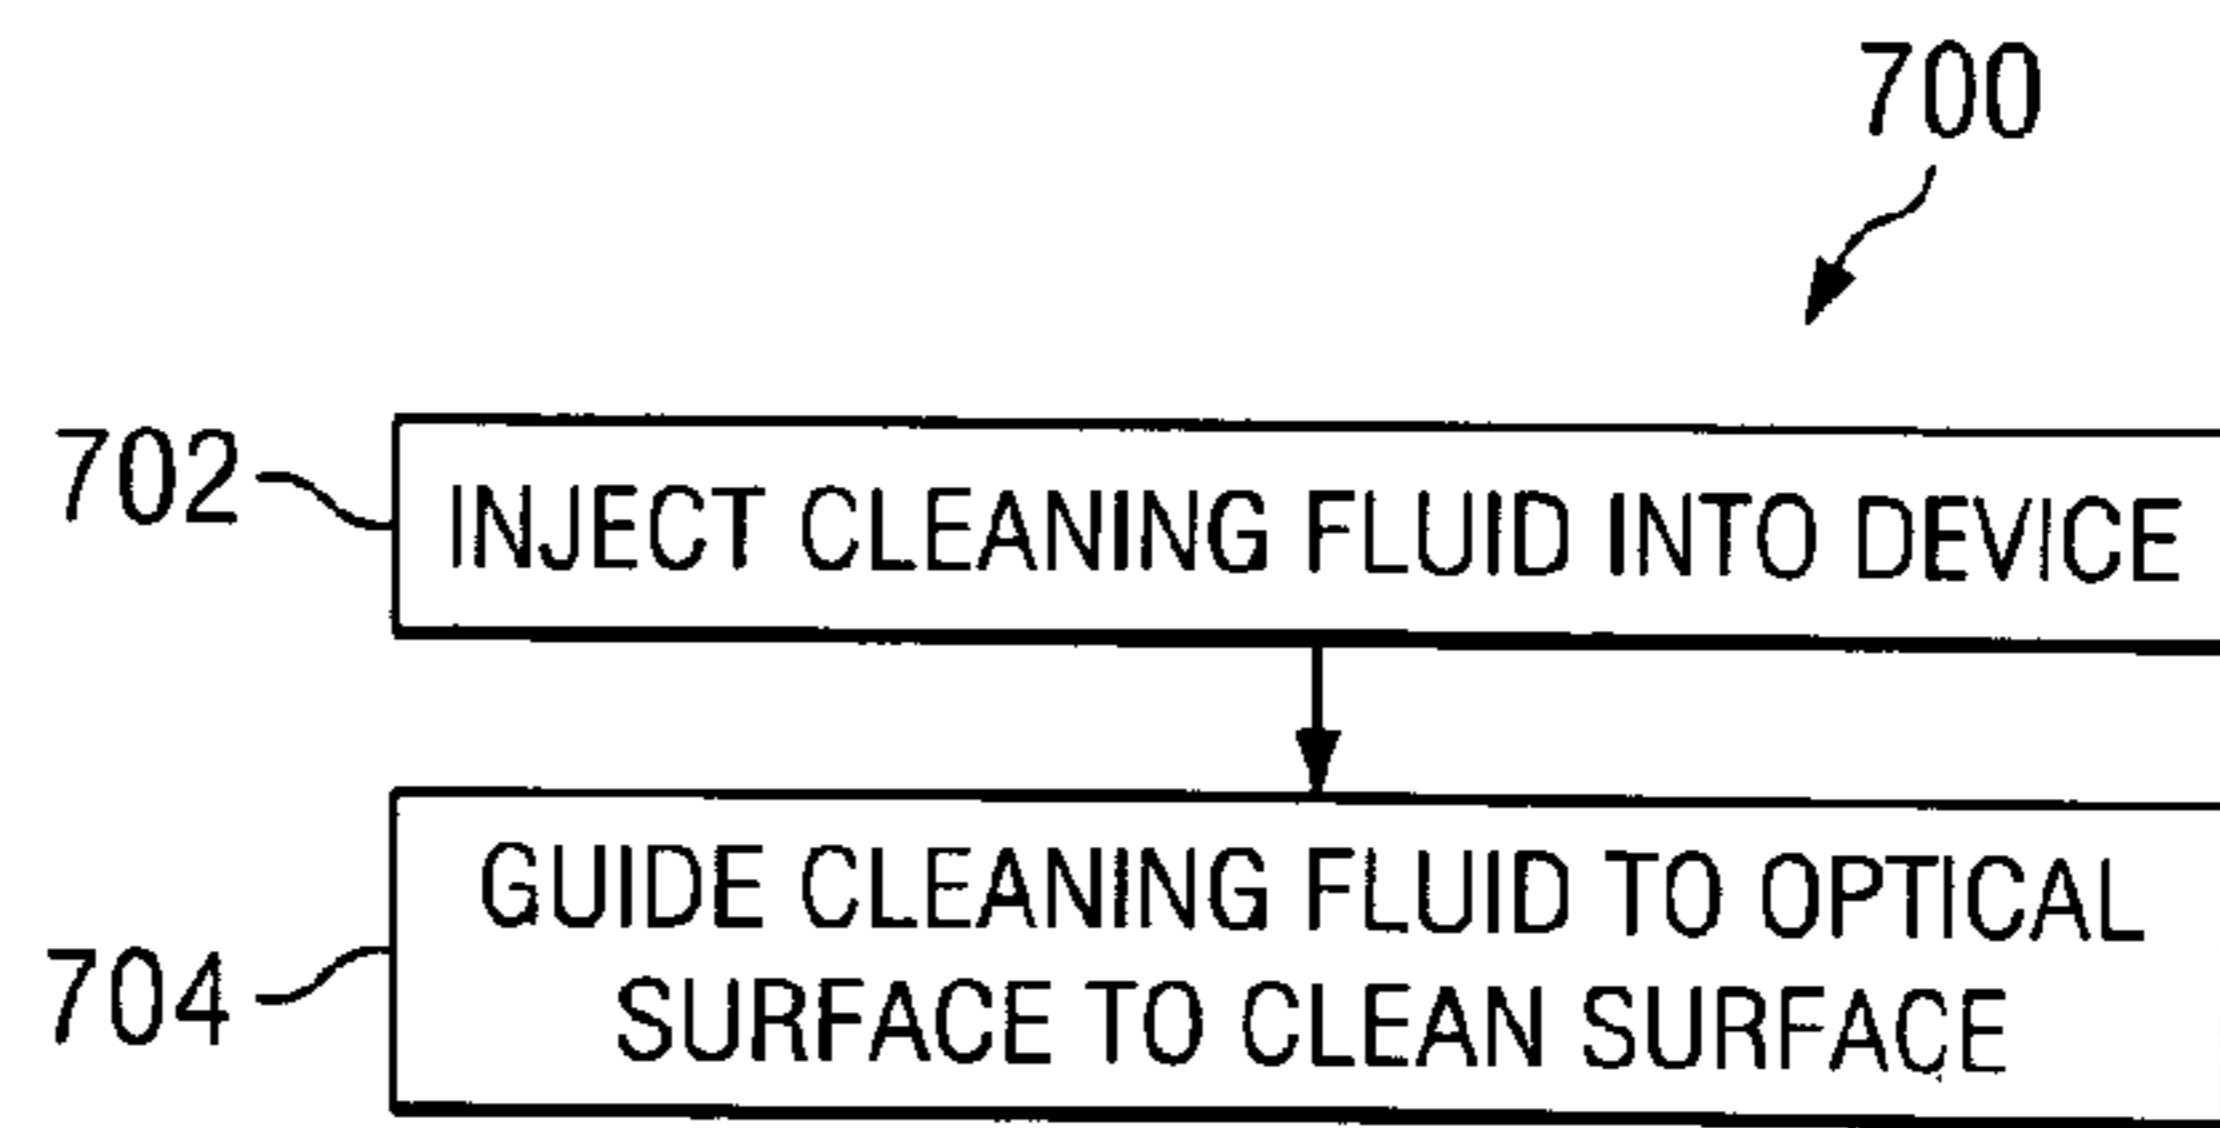 700
702
INJECT CLEANING FLUID INTO DEVICE
704
GUIDE CLEANING FLUID TO OPTICAL
SURFACE TO CLEAN SURFACE